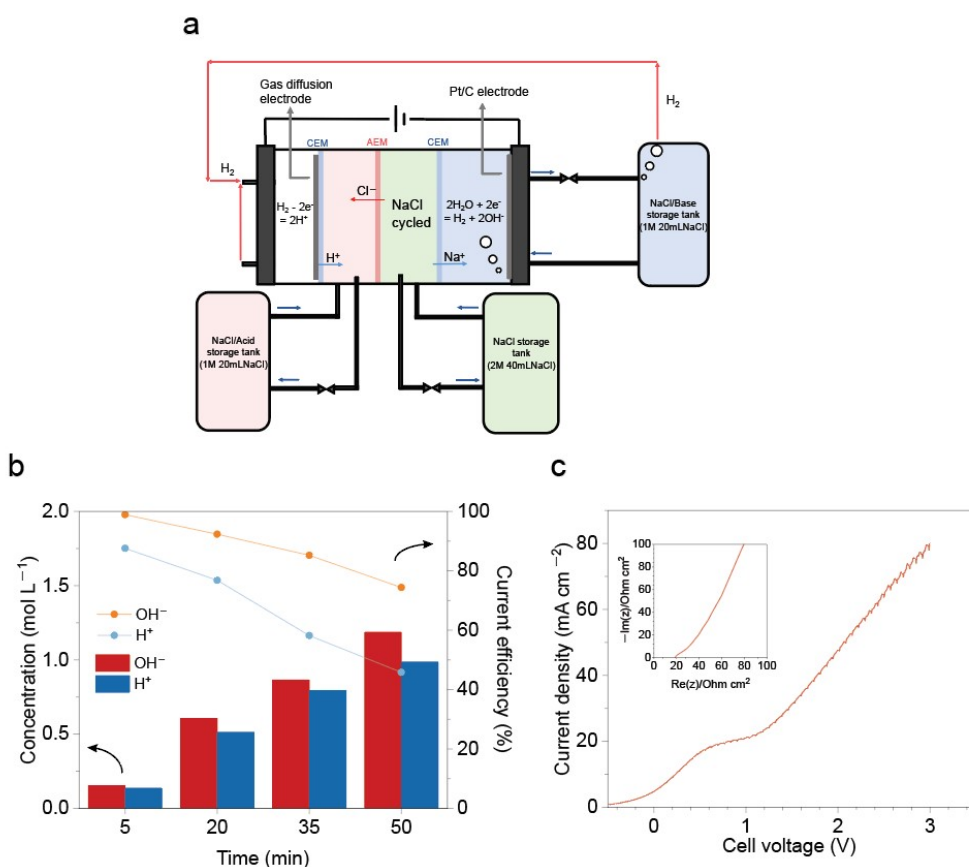 a
H₂
Gas diffusion
electrode
Pt/C electrode
CEM
AEM
CEM
H₂
H₂ - 2e⁻
= 2H⁺
Cl⁻
NaCl
cycled
2H₂O + 2e⁻
= H₂ + 2OH⁻
H⁺
Na⁺
NaCl/Base
storage tank
(1M 20mLNaCl)
NaCl/Acid
storage tank
(1M 20mLNaCl)
NaCl storage
tank
(2M 40mLNaCl)
b
Concentration (mol L⁻¹)
2.0
1.5
1.0
0.5
0.0
OH⁻
H⁺
OH⁻
H⁺
100
80
60
40
20
0
Current efficiency (%)
5 20 35 50
Time (min)
c
Current density (mA cm⁻²)
80
60
40
20
0
−Im(z)/Ohm cm²
100
80
60
40
20
0
0 20 40 60 80 100
Re(z)/Ohm cm²
0 1 2 3
Cell voltage (V)